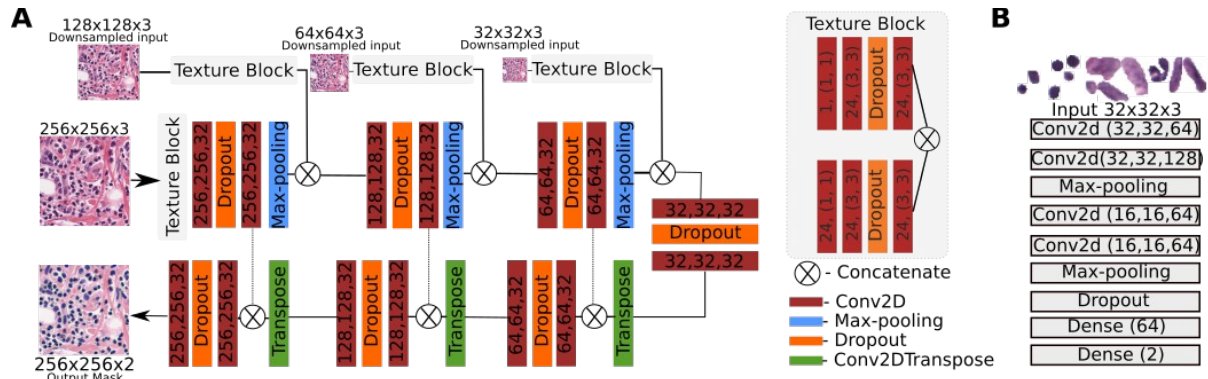 A
128x128x3
Downsampled input
64x64x3
Downsampled input
32x32x3
Downsampled input
Texture Block
Texture Block
Texture Block
256x256x3
Texture Block
256,256,32
Dropout
256,256,32
Max-pooling
128,128,32
Dropout
128,128,32
Max-pooling
64,64,32
Dropout
64,64,32
Max-pooling
32,32,32
Dropout
32,32,32
256,256,32
Dropout
256,256,32
Transpose
128,128,32
Dropout
128,128,32
Transpose
64,64,32
Dropout
64,64,32
Transpose
256x256x2
Output Mask
Texture Block
1, (1, 1)
24, (3, 3)
Dropout
24, (3, 3)
24, (1, 1)
24, (3, 3)
Dropout
24, (3, 3)
- Concatenate
- Conv2D
- Max-pooling
- Dropout
- Conv2DTranspose
B
Input 32x32x3
Conv2d (32,32,64)
Conv2d(32,32,128)
Max-pooling
Conv2d (16,16,64)
Conv2d (16,16,64)
Max-pooling
Dropout
Dense (64)
Dense (2)